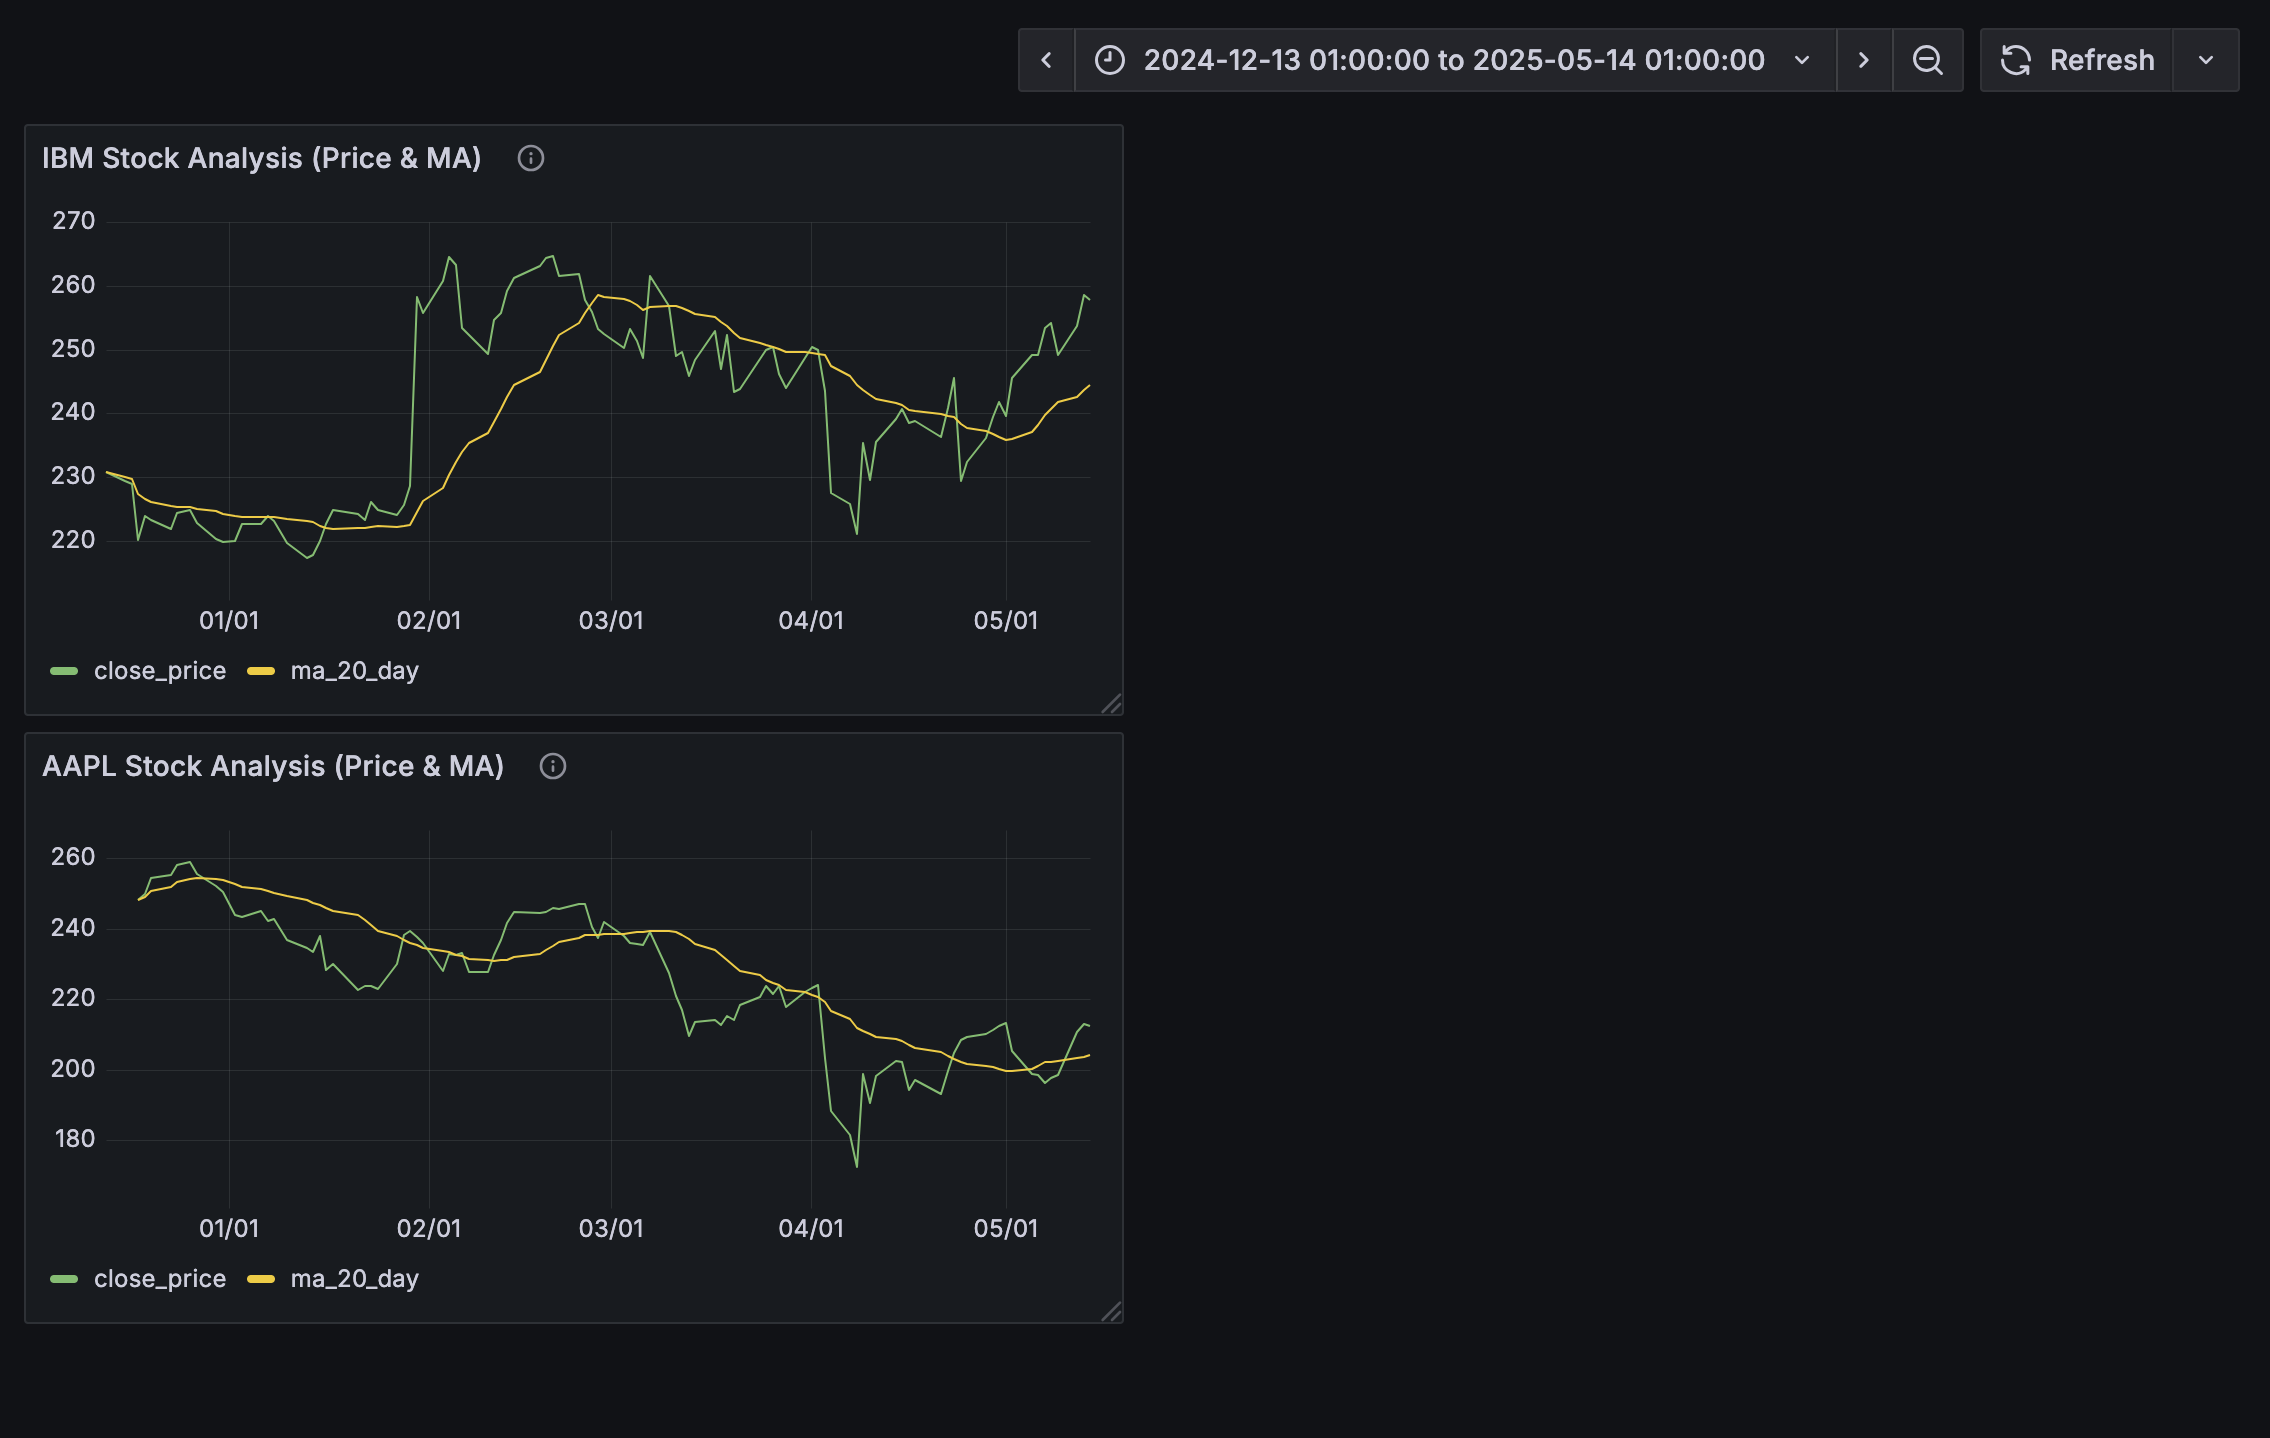 2024-12-13 01:00:00 to 2025-05-14 01:00:00
Refresh
IBM Stock Analysis (Price & MA)
270
260
250
240
230
220
01/01 02/01 03/01 04/01 05/01
close_price ma_20_day
AAPL Stock Analysis (Price & MA)
260
240
220
200
180
01/01 02/01 03/01 04/01 05/01
close_price ma_20_day